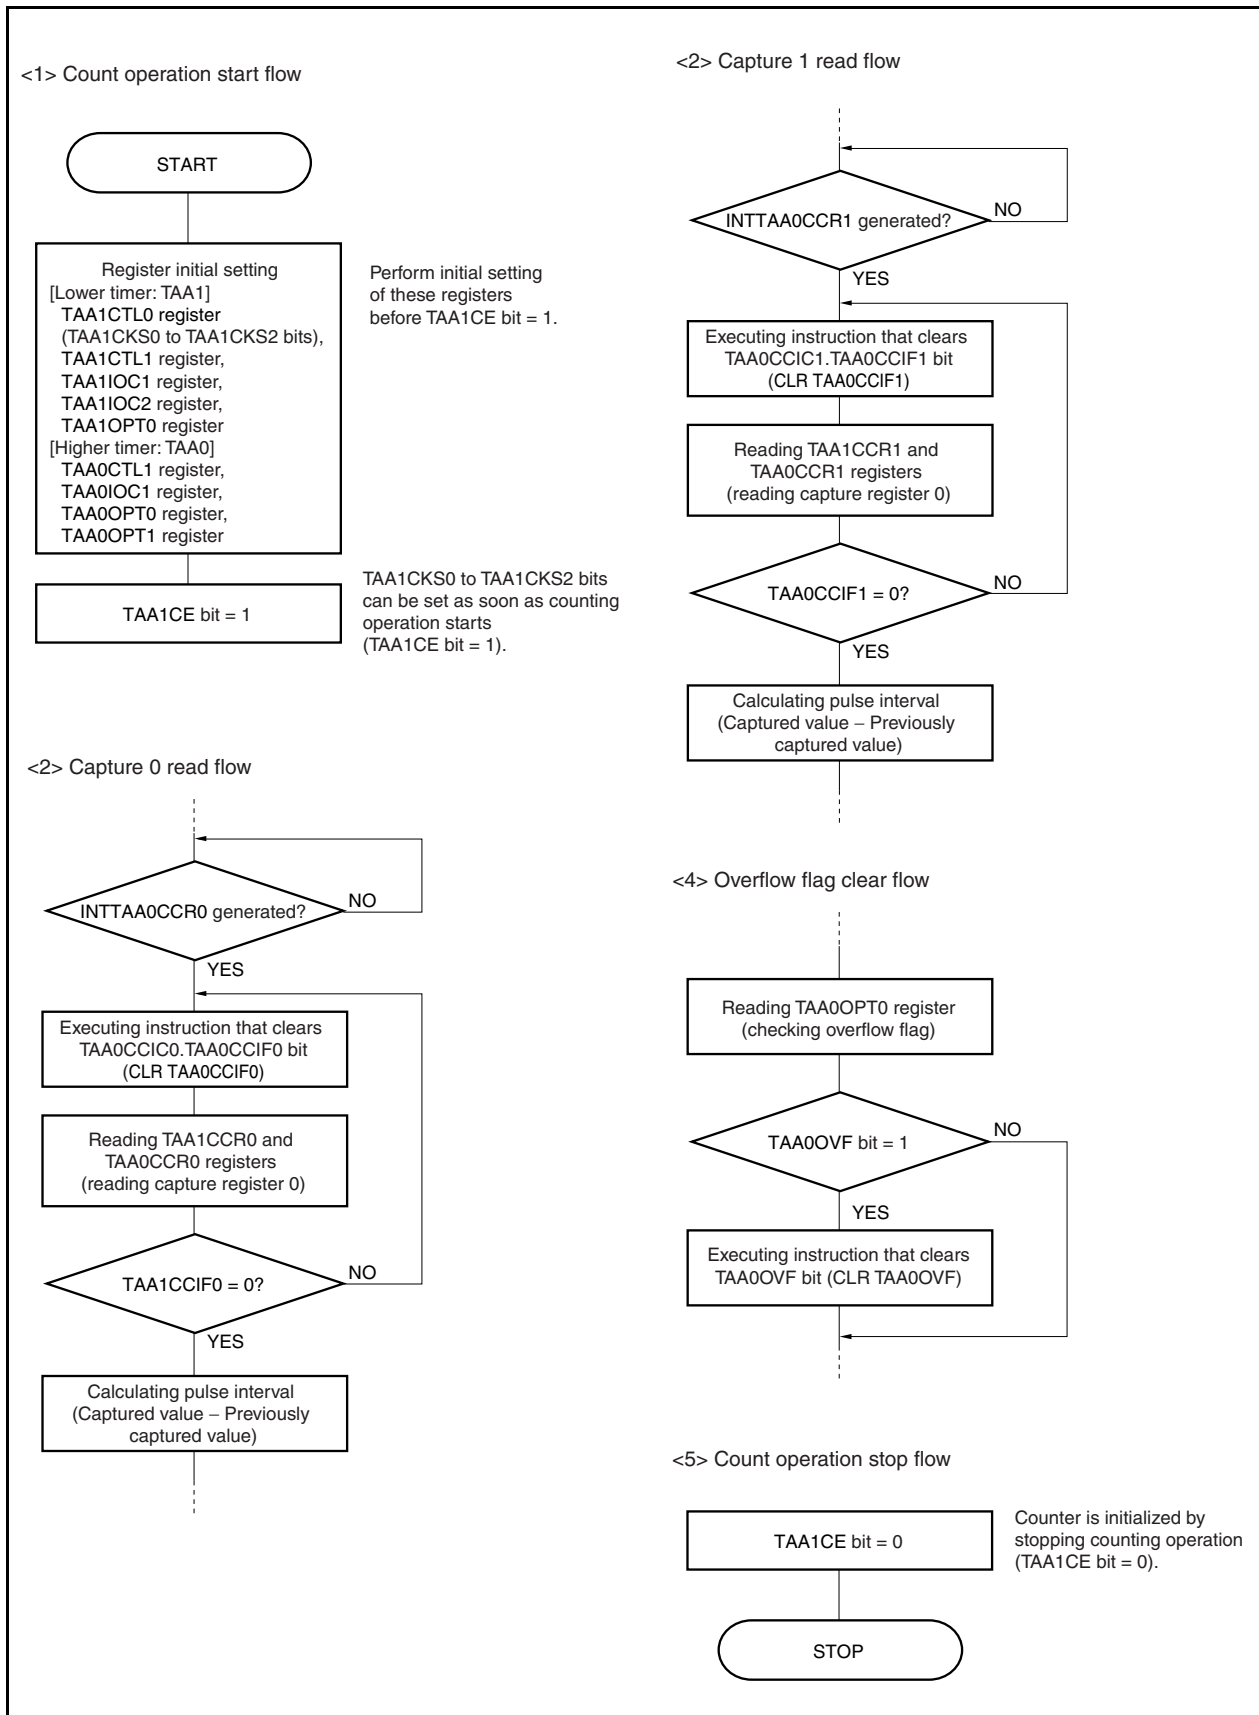 <1> Count operation start flow
START
Register initial setting
[Lower timer: TAA1]
TAA1CTL0 register
(TAA1CKS0 to TAA1CKS2 bits),
TAA1CTL1 register,
TAA1IOC1 register,
TAA1IOC2 register,
TAA1OPT0 register
[Higher timer: TAA0]
TAA0CTL1 register,
TAA0IOC1 register,
TAA0OPT0 register,
TAA0OPT1 register
Perform initial setting
of these registers
before TAA1CE bit = 1.
TAA1CE bit = 1
TAA1CKS0 to TAA1CKS2 bits
can be set as soon as counting
operation starts
(TAA1CE bit = 1).
<2> Capture 0 read flow
INTTAA0CCR0 generated?
NO
YES
Executing instruction that clears
TAA0CCIC0.TAA0CCIF0 bit
(CLR TAA0CCIF0)
Reading TAA1CCR0 and
TAA0CCR0 registers
(reading capture register 0)
TAA1CCIF0 = 0?
NO
YES
Calculating pulse interval
(Captured value – Previously
captured value)
<2> Capture 1 read flow
INTTAA0CCR1 generated?
NO
YES
Executing instruction that clears
TAA0CCIC1.TAA0CCIF1 bit
(CLR TAA0CCIF1)
Reading TAA1CCR1 and
TAA0CCR1 registers
(reading capture register 0)
TAA0CCIF1 = 0?
NO
YES
Calculating pulse interval
(Captured value – Previously
captured value)
<4> Overflow flag clear flow
Reading TAA0OPT0 register
(checking overflow flag)
TAA0OVF bit = 1
NO
YES
Executing instruction that clears
TAA0OVF bit (CLR TAA0OVF)
<5> Count operation stop flow
TAA1CE bit = 0
Counter is initialized by
stopping counting operation
(TAA1CE bit = 0).
STOP